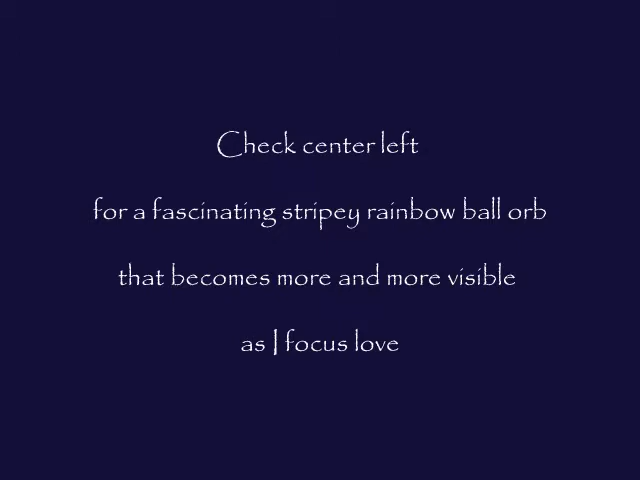 Check center left
for a fascinating stripey rainbow ball orb
that becomes more and more visible
as I focus love